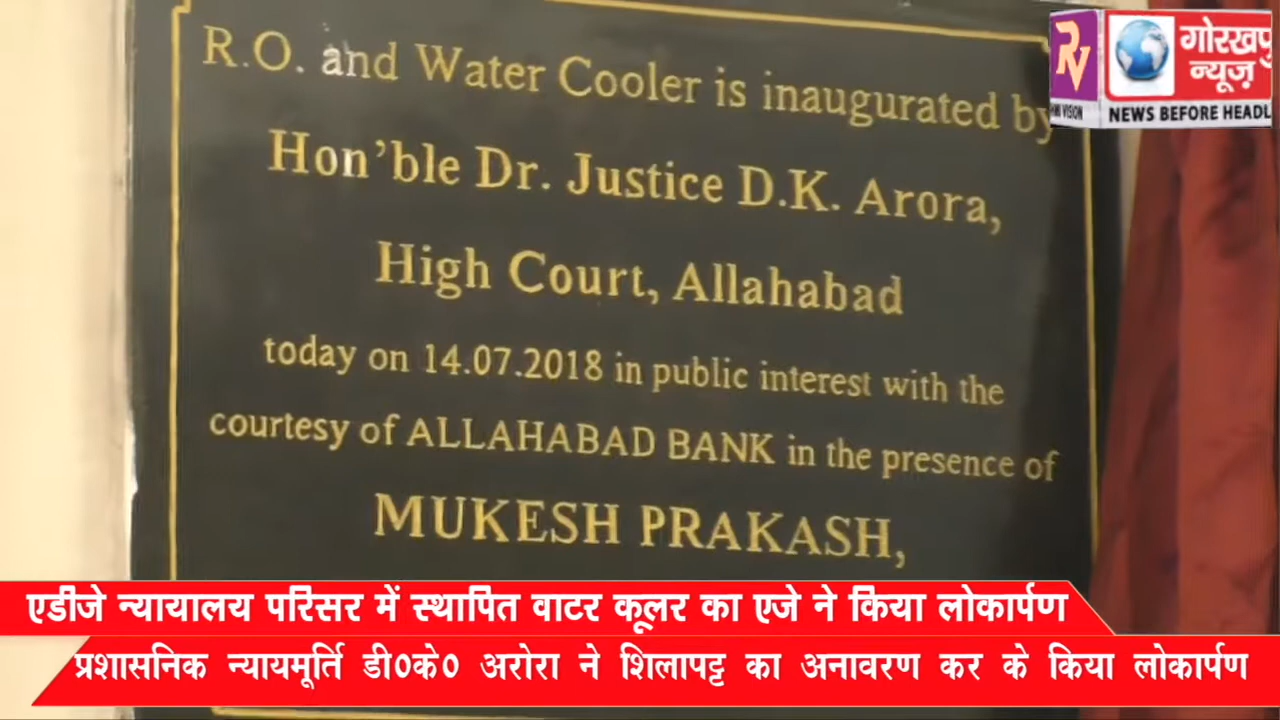 R.O. and Water Cooler is inaugurated by
Hon'ble Dr. Justice D.K. Arora,
High Court, Allahabad
today on 14.07.2018 in public interest with the
courtesy of ALLAHABAD BANK in the presence of
MUKESH PRAKASH,
RV
VISION
गोरखपु
न्यूज़
NEWS BEFORE HEADL
एडीजे न्यायालय परिसर में स्थापित वाटर कूलर का एजे ने किया लोकार्पण
प्रशासनिक न्यायमूर्ति डी0के0 अरोरा ने शिलापट्ट का अनावरण कर के किया लोकार्पण